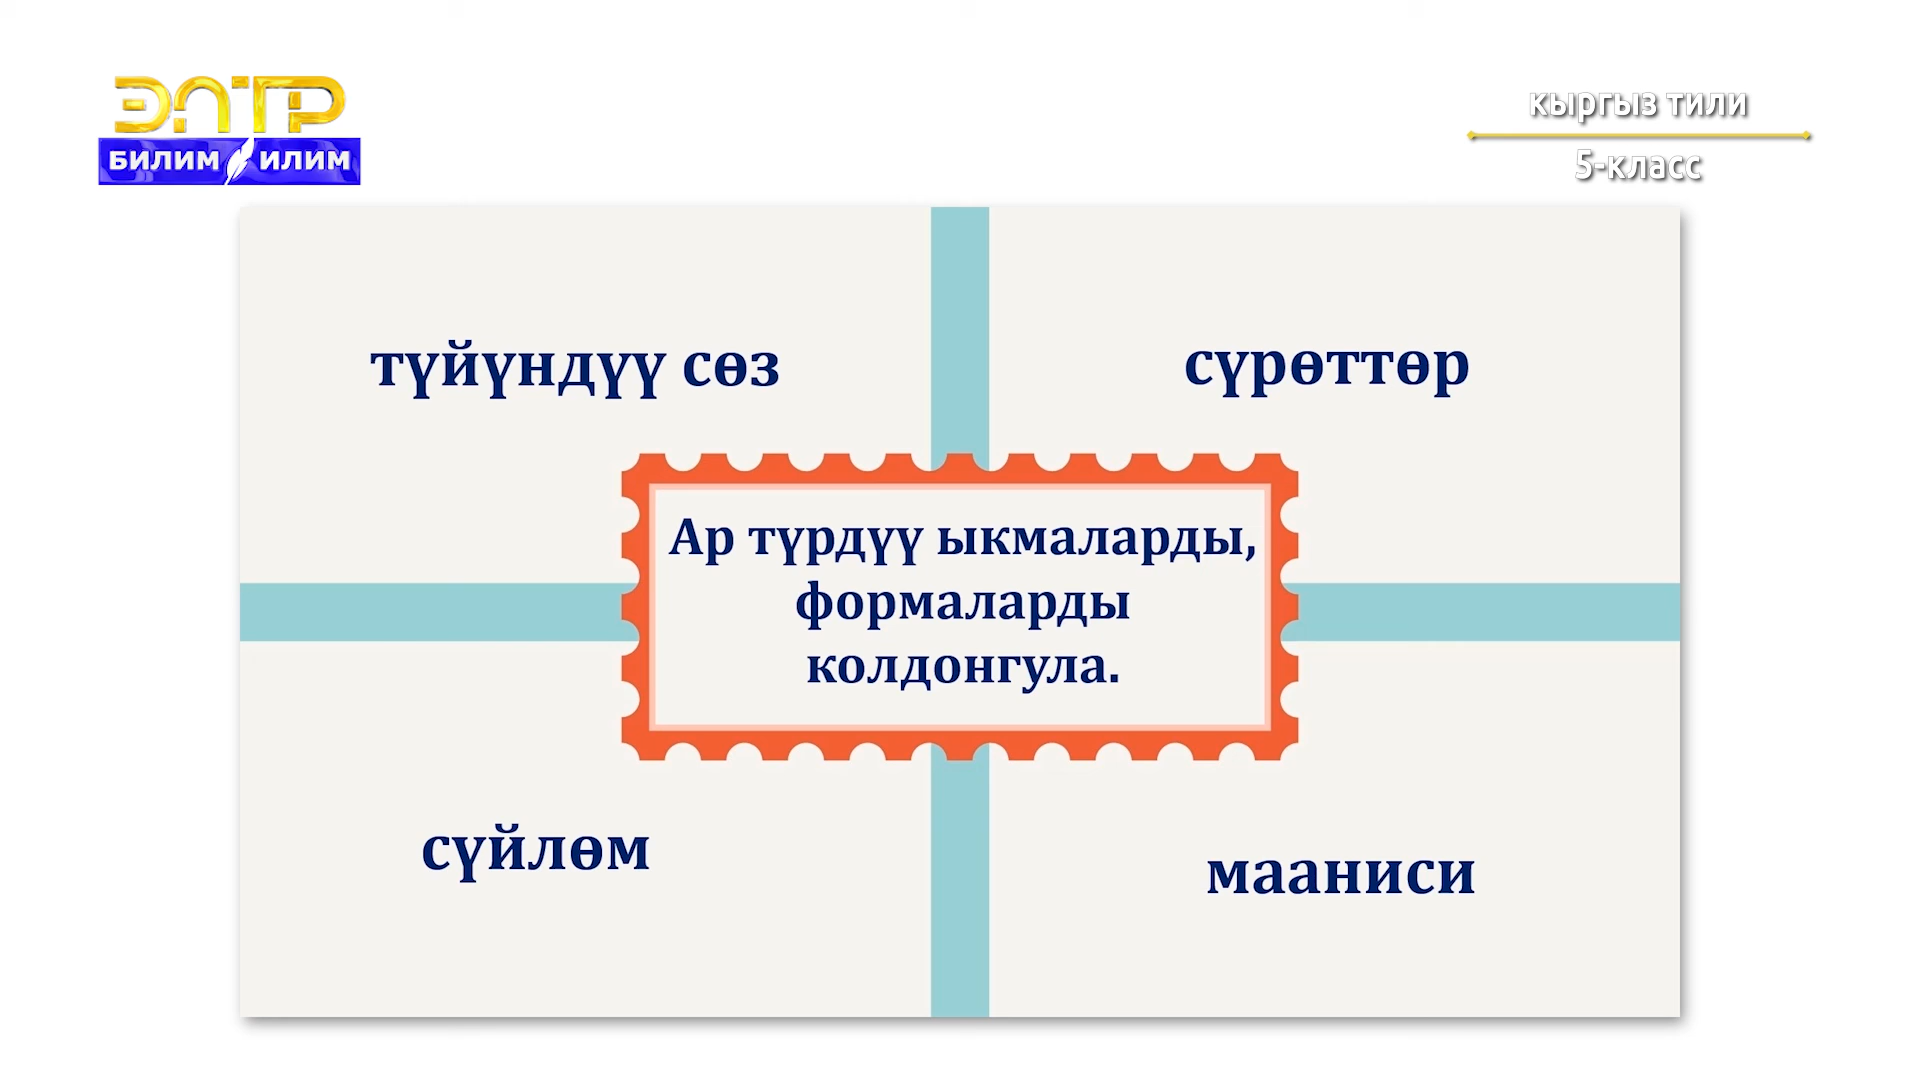 ЭЛТР
БИЛИМ ИЛИМ
кыргыз тили
5-класс
түйүндүү сөз
сүрөттөр
Ар түрдүү ыкмаларды,
формаларды
колдонгула.
сүйлөм
мааниси